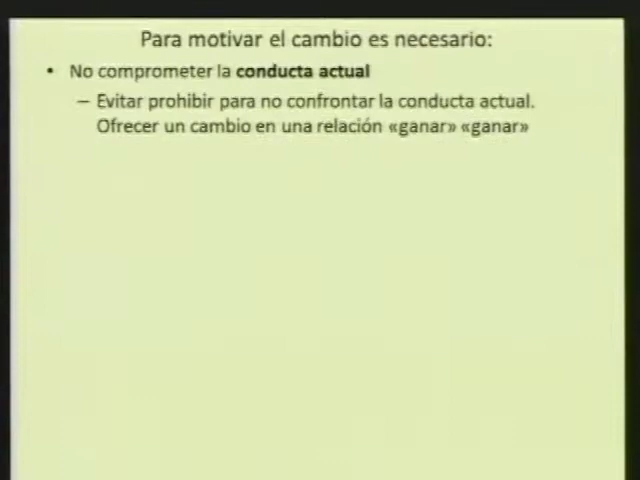 Para motivar el cambio es necesario:
• No comprometer la conducta actual
– Evitar prohibir para no confrontar la conducta actual.
Ofrecer un cambio en una relación «ganar» «ganar»